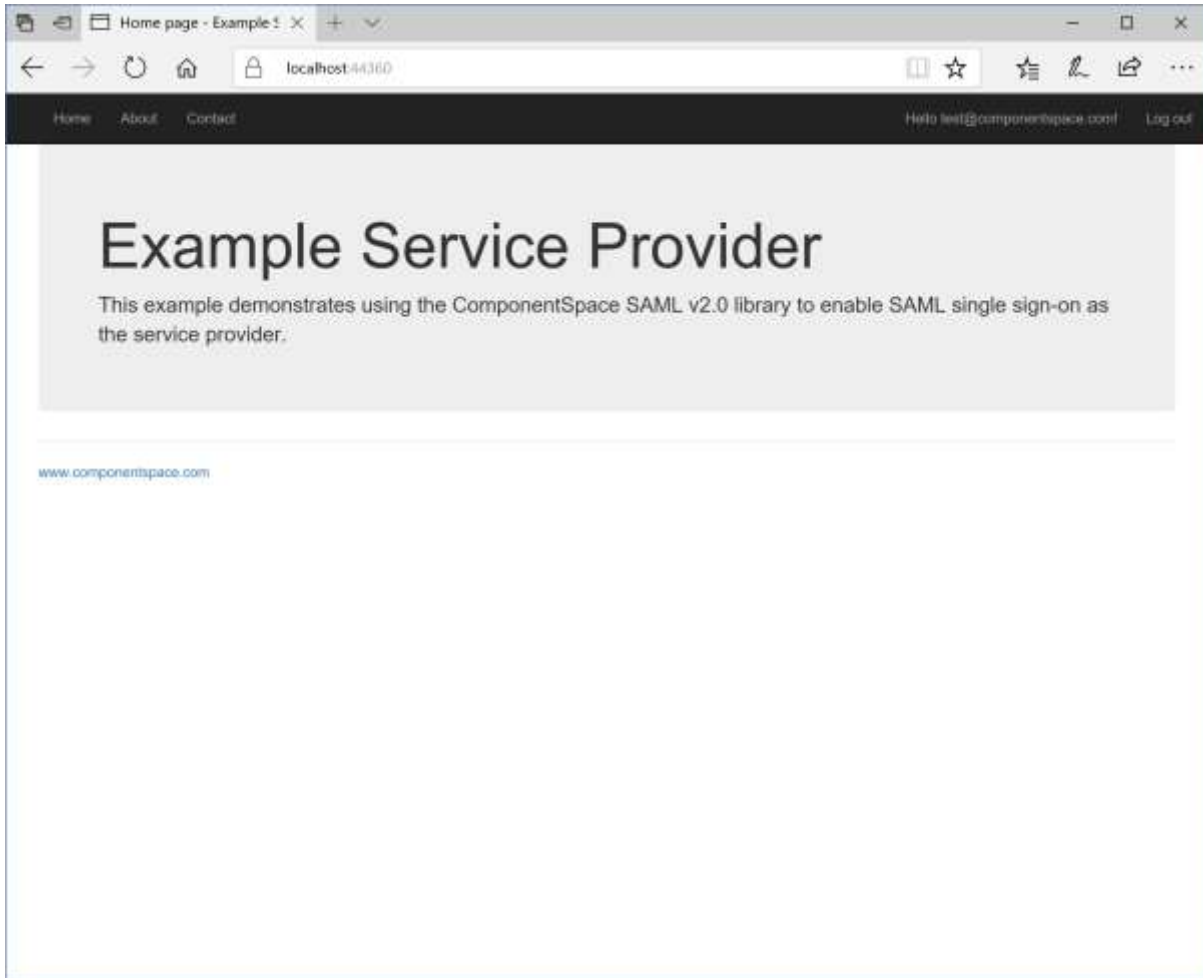 Home page - Example S
localhost:44360
Home About Contact
Hello test@componentspace.com! Log out
Example Service Provider
This example demonstrates using the ComponentSpace SAML v2.0 library to enable SAML single sign-on as
the service provider.
www.componentspace.com